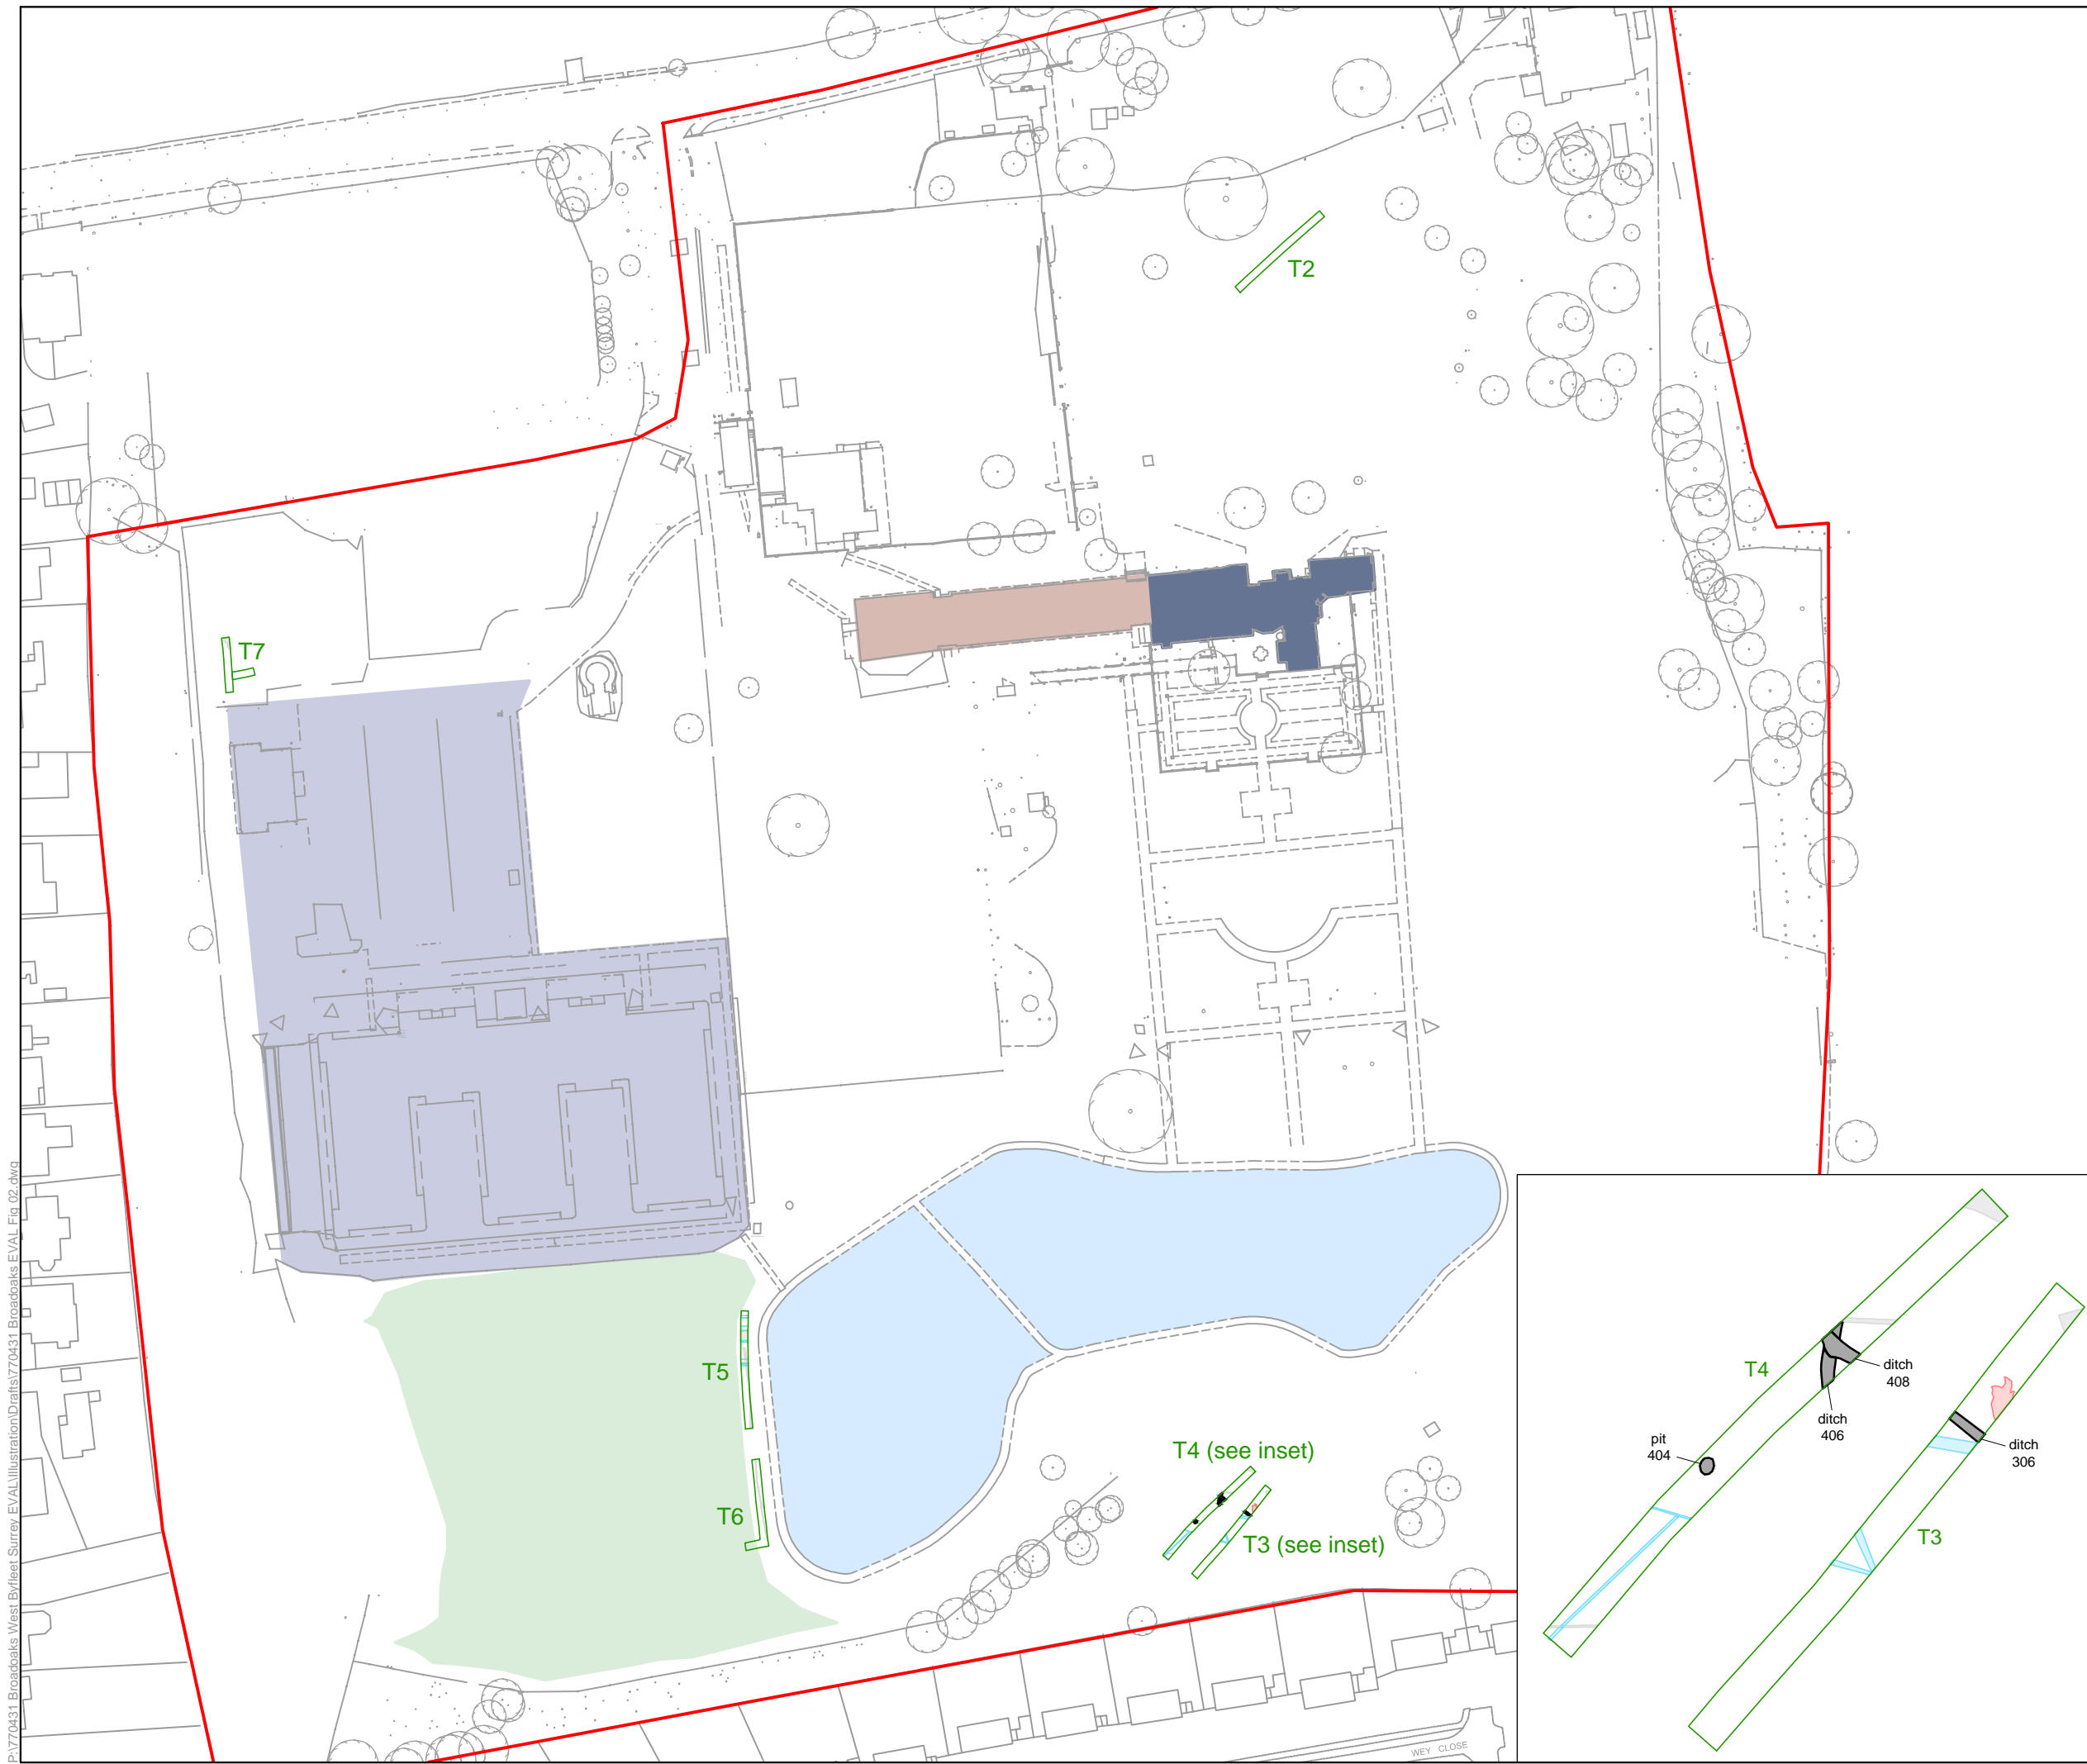 T2
T7
T5
T6
T4 (see inset)
T3 (see inset)
T4
ditch
408
ditch
406
pit
404
ditch
306
T3
WEY CLOSE
P:\770431 Broadoaks West Byfleet Surrey EVAL\Illustration\Drafts\770431 Broadoaks EVAL Fig 02.dwg